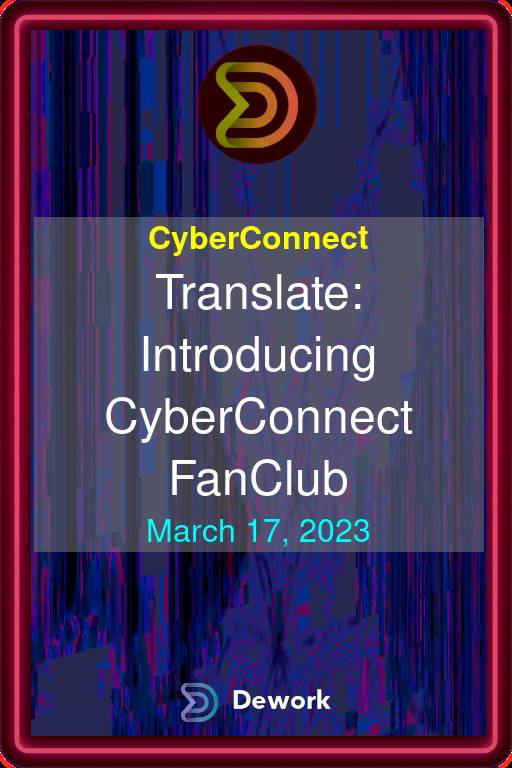 CyberConnect
Translate:
Introducing
CyberConnect
FanClub
March 17, 2023
Dework